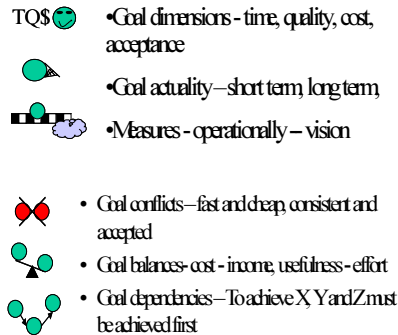 TQ$
•Goal dimensions - time, quality, cost,
acceptance
•Goal actuality – short term, long term,
•Measures - operationally – vision
• Goal conflicts – fast and cheap, consistent and
accepted
• Goal balances- cost - income, usefulness - effort
• Goal dependencies – To achieve X, Y and Z must
be achieved first